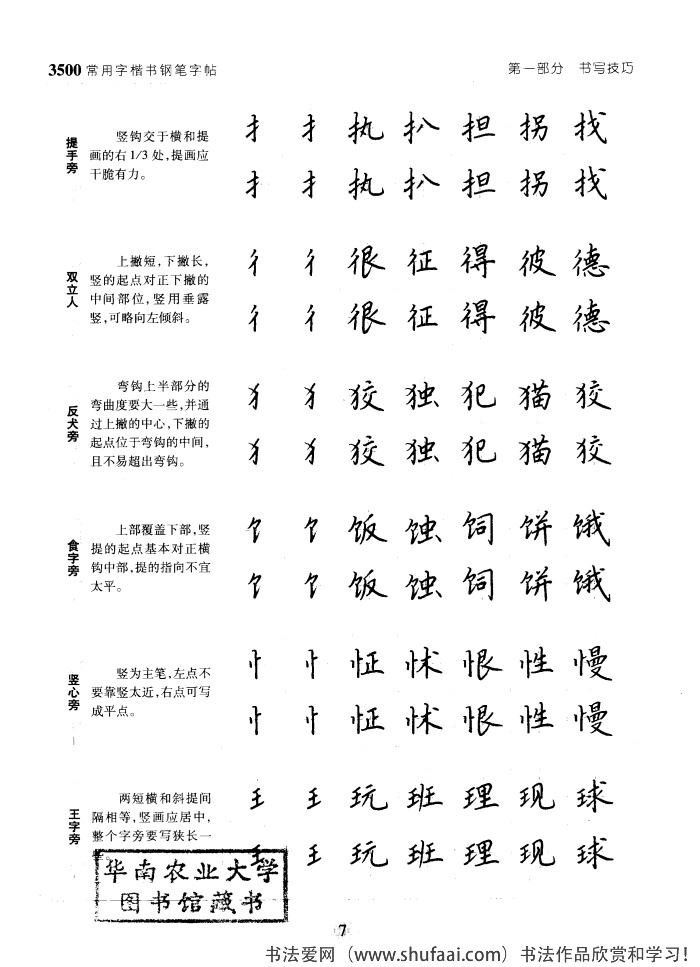 3500常用字楷书钢笔字帖
第一部分 书写技巧
提手旁
竖钩交于横和提
画的右1/3处,提画应
干脆有力。
扌 扌 执 扒 担 拐 找
扌 扌 执 扒 担 拐 找
双立人
上撇短,下撇长,
竖的起点对正下撇的
中间部位,竖用垂露
竖,可略向左倾斜。
彳 彳 很 征 得 彼 德
彳 彳 很 征 得 彼 德
反犬旁
弯钩上半部分的
弯曲度要大一些,并通
过上撇的中心,下撇的
起点位于弯钩的中间,
且不易超出弯钩。
犭 犭 狡 独 犯 猫 狡
犭 犭 狡 独 犯 猫 狡
食字旁
上部覆盖下部,竖
提的起点基本对正横
钩中部,提的指向不宜
太平。
饣 饣 饭 蚀 饲 饼 饿
饣 饣 饭 蚀 饲 饼 饿
竖心旁
竖为主笔,左点不
要靠竖太近,右点可写
成平点。
忄 忄 怔 怵 恨 性 慢
忄 忄 怔 怵 恨 性 慢
王字旁
两短横和斜提间
隔相等,竖画应居中,
整个字旁要写狭长一
王 王 玩 班 理 现 球
王 王 玩 班 理 现 球
华南农业大学
图书馆藏书
7
书法爱网（www.shufaai.com）书法作品欣赏和学习！